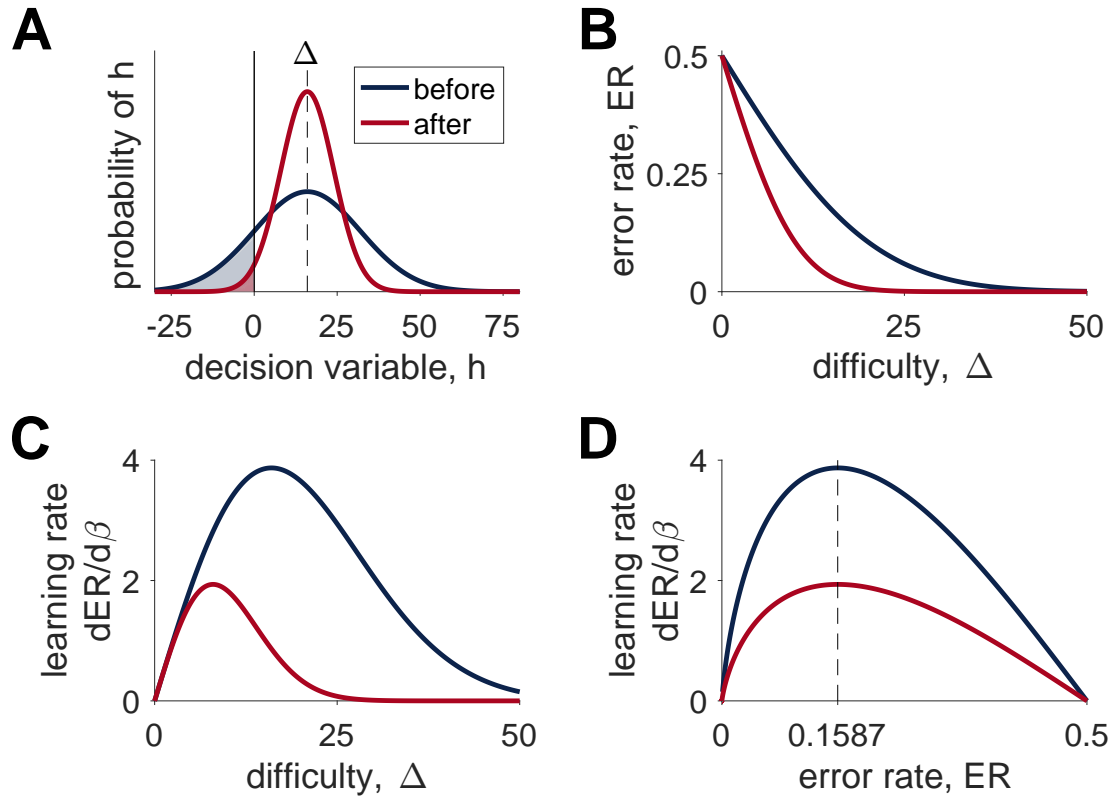 A
Δ
probability of h
before
after
-25 0 25 50 75
decision variable, h
B
error rate, ER
0.5
0.25
0
0 25 50
difficulty, Δ
C
learning rate
dER/dβ
4
2
0
0 25 50
difficulty, Δ
D
learning rate
dER/dβ
4
2
0
0 0.1587 0.5
error rate, ER